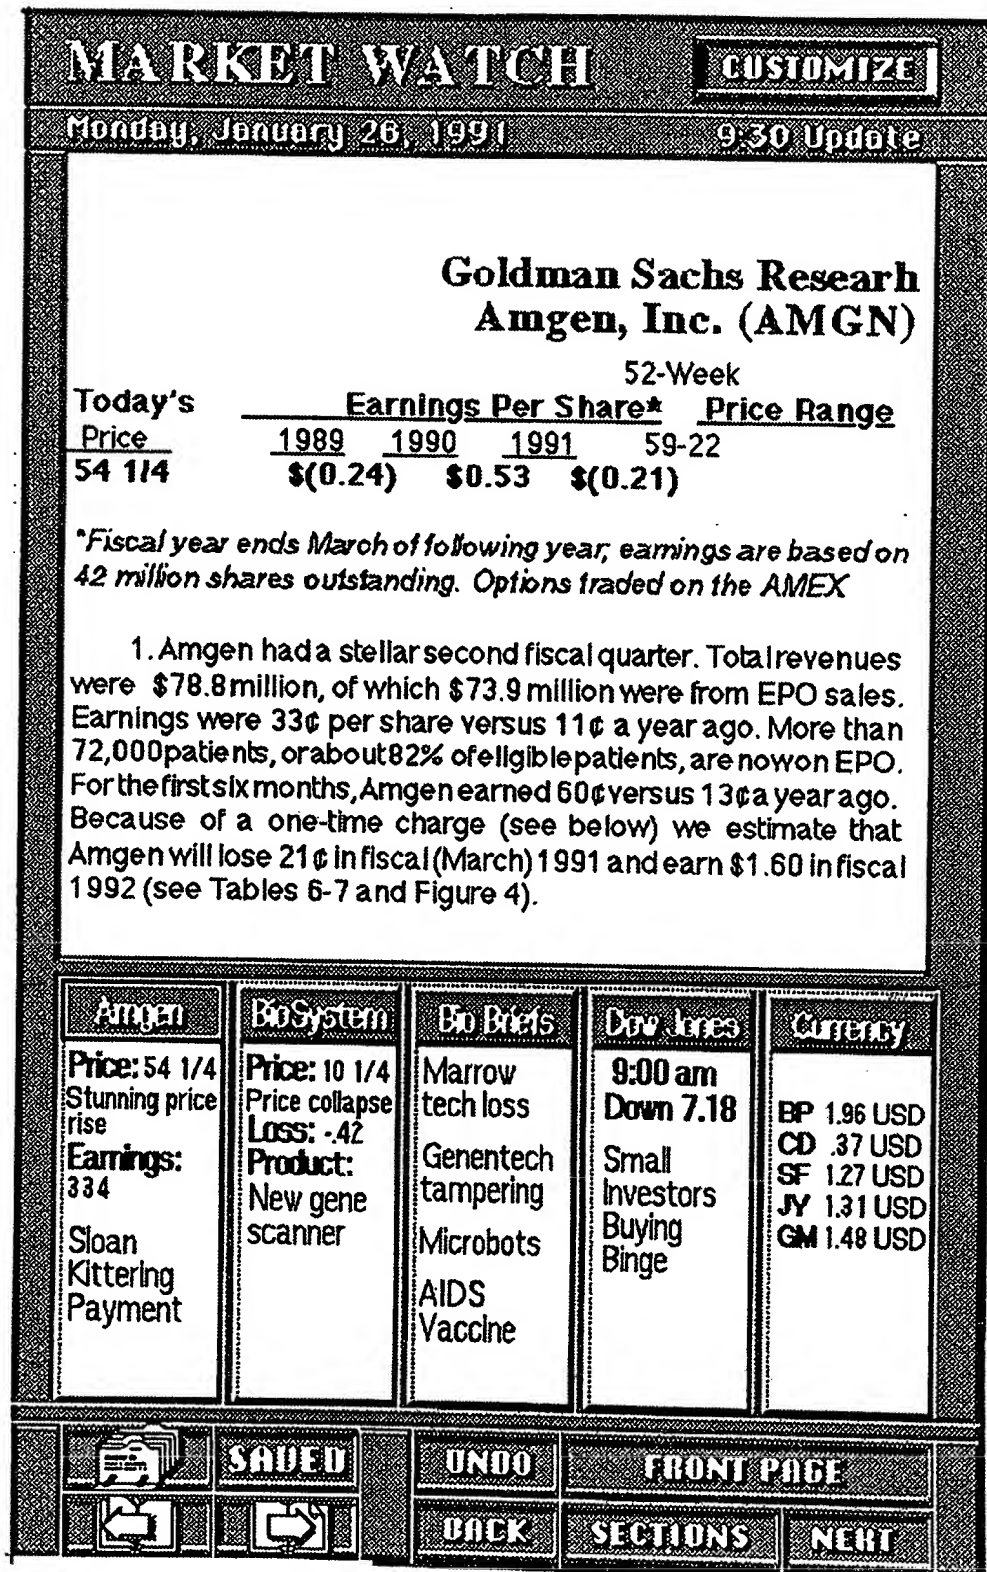 MARKET WATCH
CUSTOMIZE
Monday, January 26, 1991
9:30 Update
Goldman Sachs Researh
Amgen, Inc. (AMGN)
52-Week
Today's Earnings Per Share* Price Range
Price 1989 1990 1991 59-22
54 1/4 $(0.24) $0.53 $(0.21)
*Fiscal year ends March of following year; earnings are based on
42 million shares outstanding. Options traded on the AMEX
1. Amgen had a stellar second fiscal quarter. Total revenues
were $78.8 million, of which $73.9 million were from EPO sales.
Earnings were 33¢ per share versus 11¢ a year ago. More than
72,000 patients, or about 82% of eligible patients, are now on EPO.
For the first six months, Amgen earned 60¢ versus 13¢ a year ago.
Because of a one-time charge (see below) we estimate that
Amgen will lose 21¢ in fiscal (March) 1991 and earn $1.60 in fiscal
1992 (see Tables 6-7 and Figure 4).
Amgen
Price: 54 1/4
Stunning price
rise
Earnings:
334
Sloan
Kittering
Payment
BioSystem
Price: 10 1/4
Price collapse
Loss: -.42
Product:
New gene
scanner
Bio Briefs
Marrow
tech loss
Genentech
tampering
Microbots
AIDS
Vaccine
Dow Jones
9:00 am
Down 7.18
Small
Investors
Buying
Binge
Currency
BP 1.96 USD
CD .37 USD
SF 1.27 USD
JY 1.31 USD
GM 1.48 USD
SAVED
UNDO
FRONT PAGE
BACK
SECTIONS
NEXT